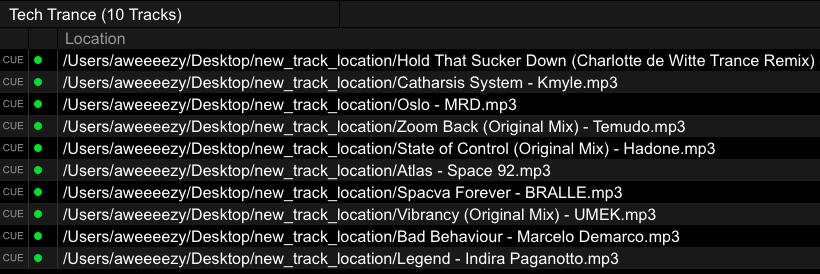 Tech Trance (10 Tracks)
Location
CUE /Users/aweeeezy/Desktop/new_track_location/Hold That Sucker Down (Charlotte de Witte Trance Remix)
CUE /Users/aweeeezy/Desktop/new_track_location/Catharsis System - Kmyle.mp3
CUE /Users/aweeeezy/Desktop/new_track_location/Oslo - MRD.mp3
CUE /Users/aweeeezy/Desktop/new_track_location/Zoom Back (Original Mix) - Temudo.mp3
CUE /Users/aweeeezy/Desktop/new_track_location/State of Control (Original Mix) - Hadone.mp3
CUE /Users/aweeeezy/Desktop/new_track_location/Atlas - Space 92.mp3
CUE /Users/aweeeezy/Desktop/new_track_location/Spacva Forever - BRALLE.mp3
CUE /Users/aweeeezy/Desktop/new_track_location/Vibrancy (Original Mix) - UMEK.mp3
CUE /Users/aweeeezy/Desktop/new_track_location/Bad Behaviour - Marcelo Demarco.mp3
CUE /Users/aweeeezy/Desktop/new_track_location/Legend - Indira Paganotto.mp3